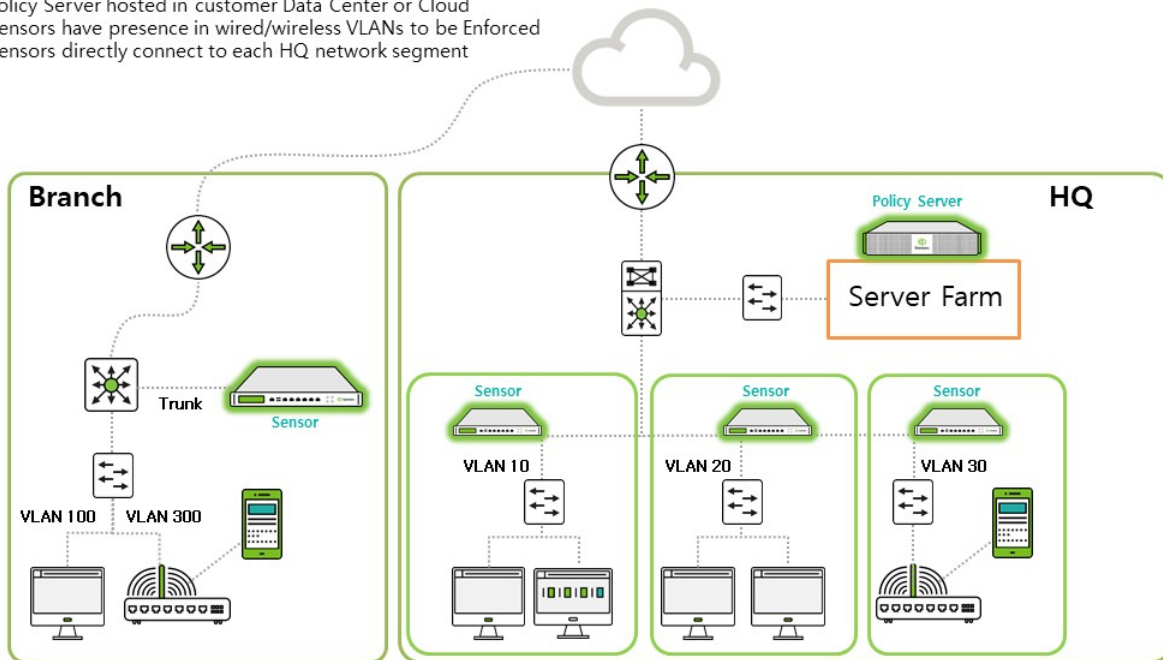 olicy Server hosted in customer Data Center or Cloud
ensors have presence in wired/wireless VLANs to be Enforced
ensors directly connect to each HQ network segment
Branch
HQ
Policy Server
Server Farm
Trunk
Sensor
Sensor
Sensor
Sensor
VLAN 10
VLAN 20
VLAN 30
VLAN 100
VLAN 300